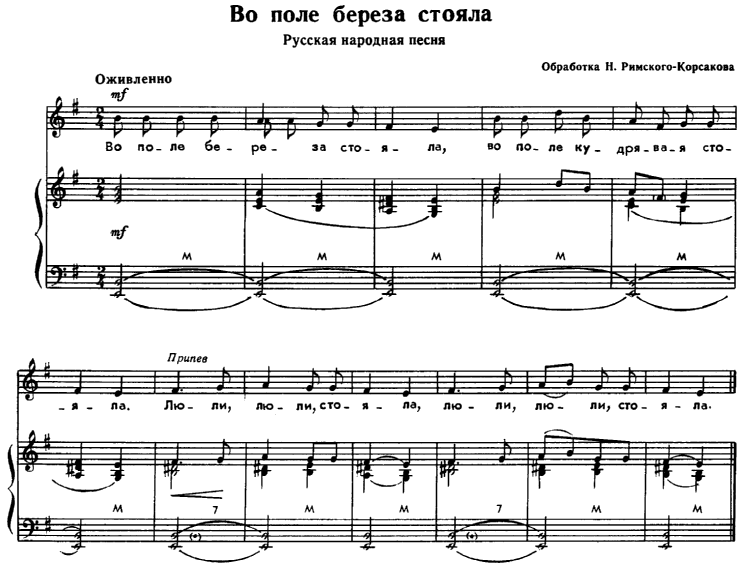 Во поле береза стояла
Русская народная песня
Обработка Н. Римского-Корсакова
Оживленно
mf
Во по-ле бе-ре-за сто-я-ла, во по-ле ку-дря-ва-я сто-
mf
М М М М
Припев
-я-ла. Лю-ли, лю-ли, сто-я-ла, лю-ли, лю-ли, сто-я-ла.
М 7 М М 7 М М